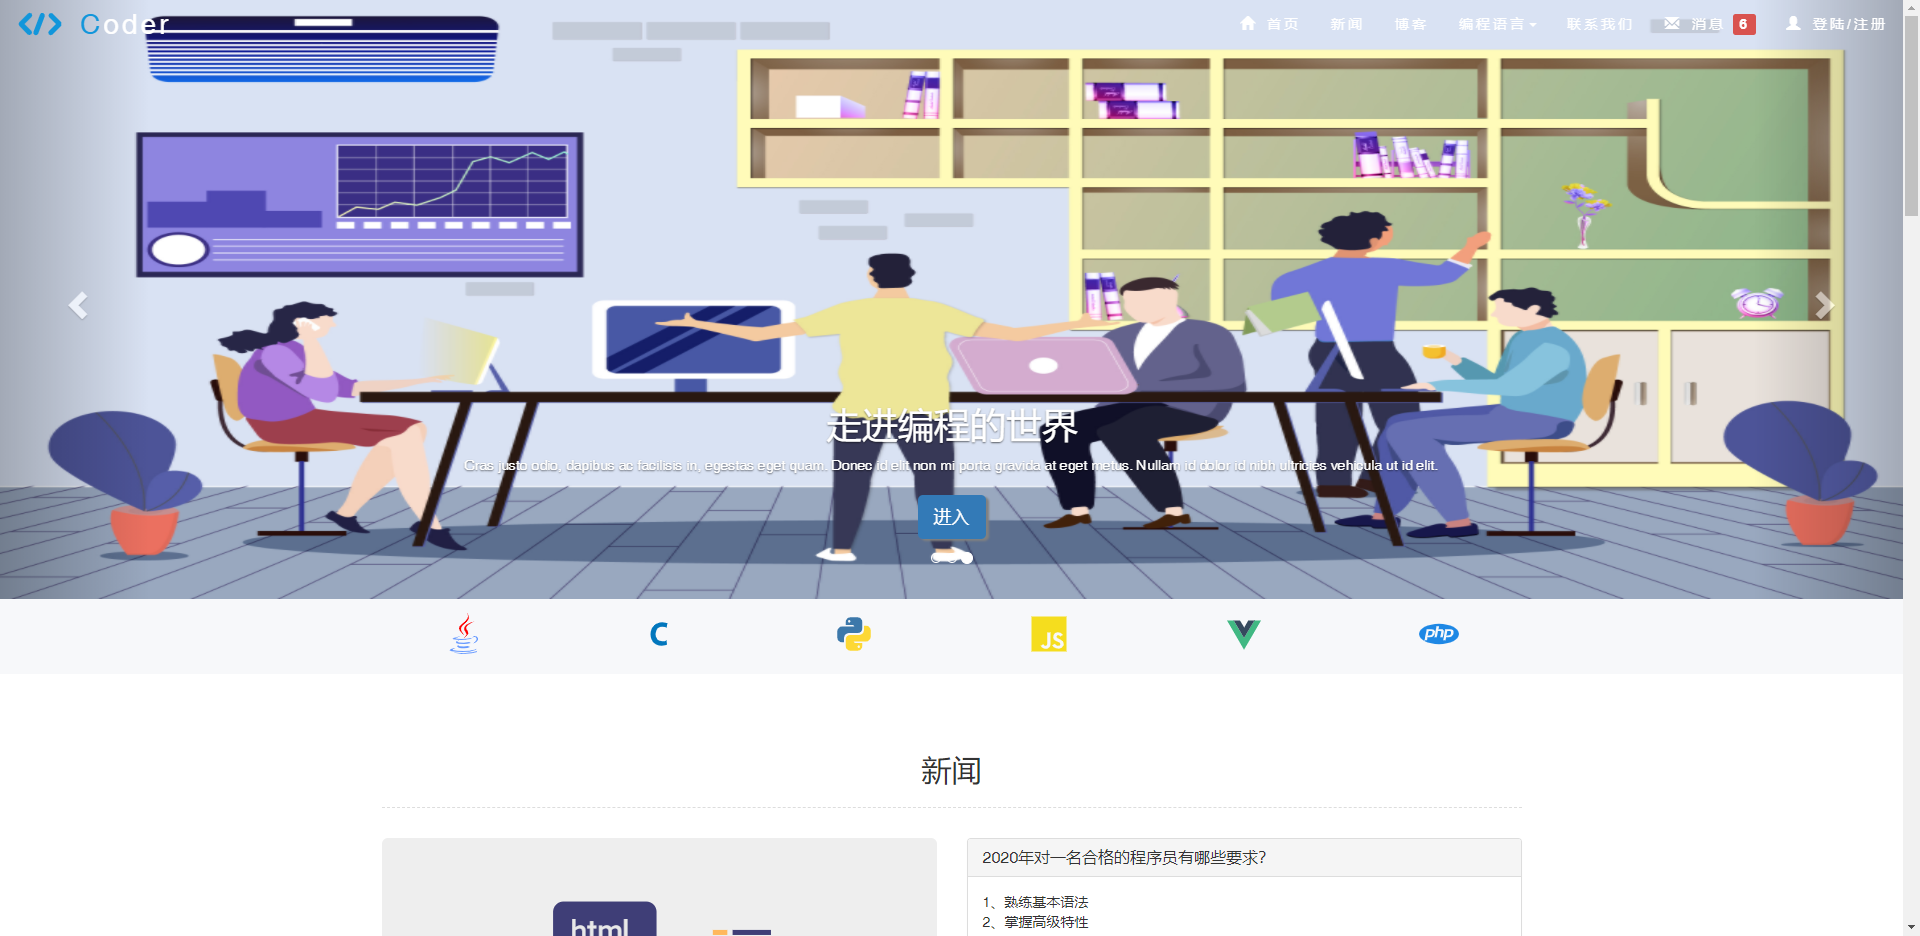 </> Coder
首页 新闻 博客 编程语言 联系我们 消息 6 登陆/注册
走进编程的世界
Cras justo odio, dapibus ac facilisis in, egestas eget quam. Donec id elit non mi porta gravida at eget metus. Nullam id dolor id nibh ultricies vehicula ut id elit.
进入
C
JS
php
新闻
html
2020年对一名合格的程序员有哪些要求?
1、熟练基本语法
2、掌握高级特性